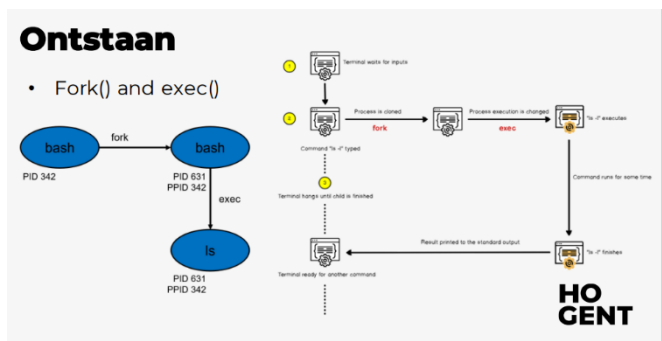 Ontstaan
• Fork() and exec()
bash
fork
bash
PID 342
PID 631
PPID 342
exec
ls
PID 631
PPID 342
1
Terminal waits for inputs
2
Process is cloned
fork
Process execution is changed
exec
"ls -l" executes
Command "ls -l" typed
3
Terminal hangs until child is finished
Command runs for some time
Result printed to the standard output
"ls -l" finishes
Terminal ready for another command
HO
GENT